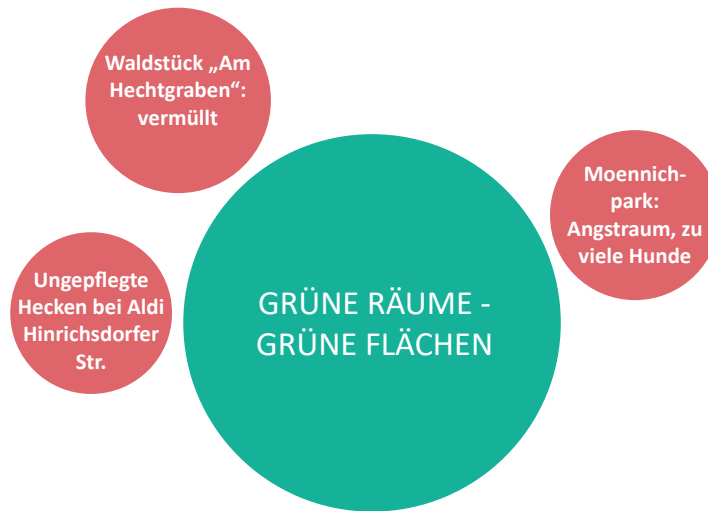 Waldstück „Am
Hechtgraben“:
vermüllt
Moennich-
park:
Angstraum, zu
viele Hunde
Ungepflegte
Hecken bei Aldi
Hinrichsdorfer
Str.
GRÜNE RÄUME -
GRÜNE FLÄCHEN